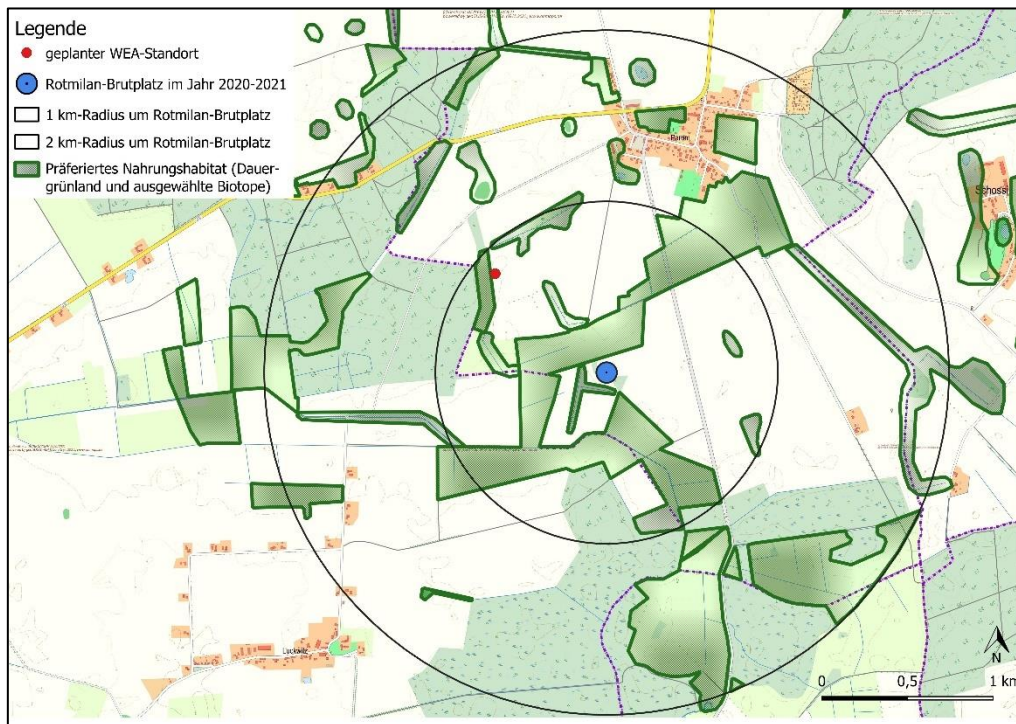 Legende
geplanter WEA-Standort
Rotmilan-Brutplatz im Jahr 2020-2021
1 km-Radius um Rotmilan-Brutplatz
2 km-Radius um Rotmilan-Brutplatz
Präferiertes Nahrungshabitat (Dauer-
grünland und ausgewählte Biotope)
N
0 0,5 1 km